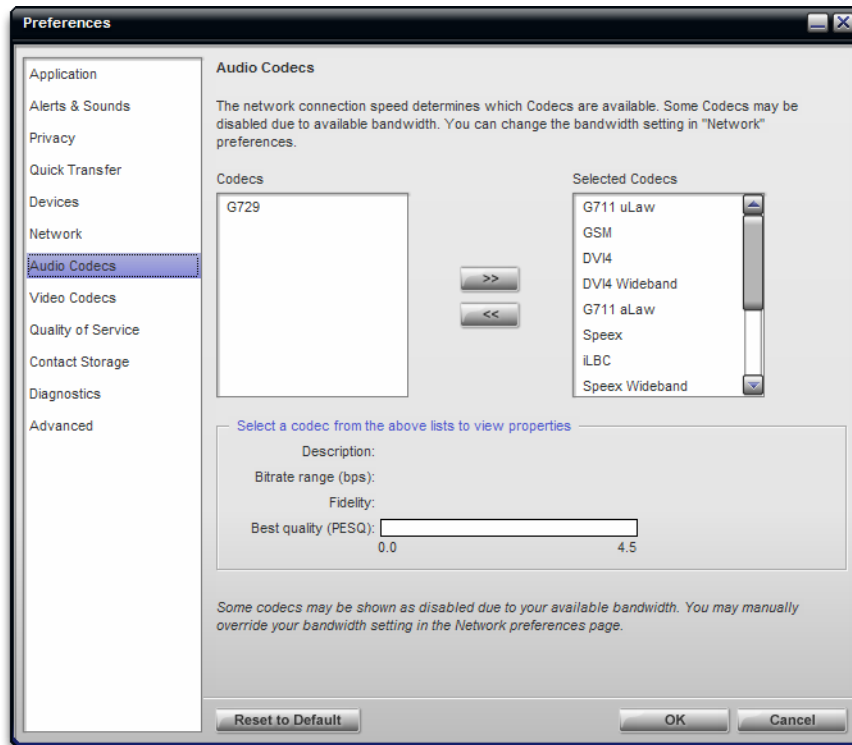 Preferences
Application
Alerts & Sounds
Privacy
Quick Transfer
Devices
Network
Audio Codecs
Video Codecs
Quality of Service
Contact Storage
Diagnostics
Advanced
Audio Codecs
The network connection speed determines which Codecs are available. Some Codecs may be
disabled due to available bandwidth. You can change the bandwidth setting in "Network"
preferences.
Codecs
G729
>>
<<
Selected Codecs
G711 uLaw
GSM
DVI4
DVI4 Wideband
G711 aLaw
Speex
iLBC
Speex Wideband
Select a codec from the above lists to view properties
Description:
Bitrate range (bps):
Fidelity:
Best quality (PESQ):
0.0 4.5
Some codecs may be shown as disabled due to your available bandwidth. You may manually
override your bandwidth setting in the Network preferences page.
Reset to Default
OK
Cancel